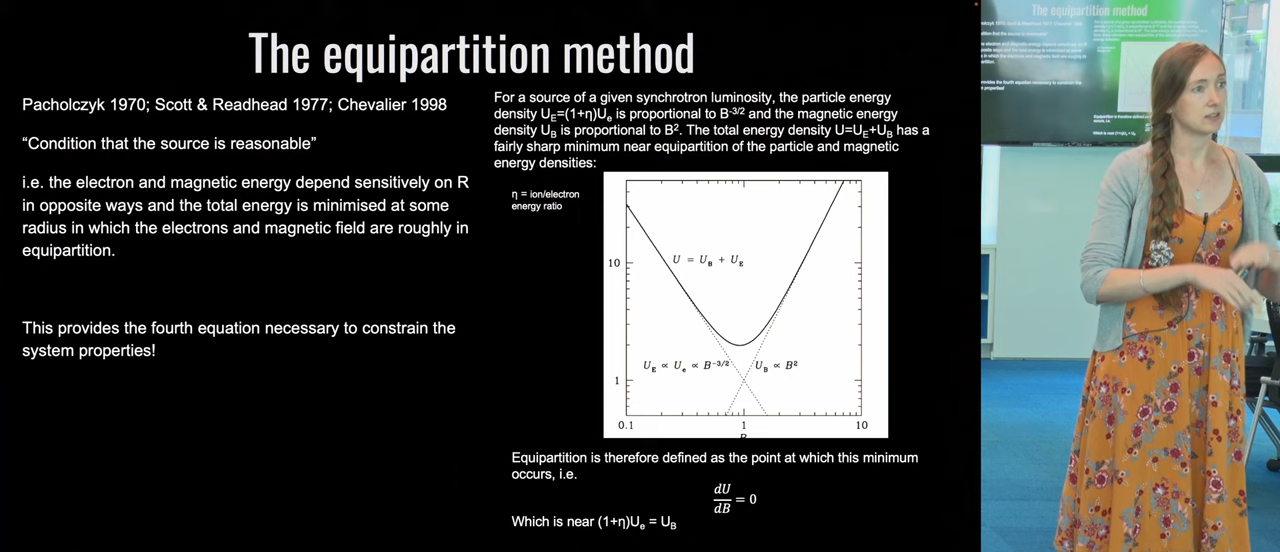 The equipartition method
Pacholczyk 1970; Scott & Readhead 1977; Chevalier 1998
“Condition that the source is reasonable”
i.e. the electron and magnetic energy depend sensitively on R
in opposite ways and the total energy is minimised at some
radius in which the electrons and magnetic field are roughly in
equipartition.
This provides the fourth equation necessary to constrain the
system properties!
For a source of a given synchrotron luminosity, the particle energy
density U_E=(1+η)U_e is proportional to B^-3/2 and the magnetic energy
density U_B is proportional to B². The total energy density U=U_E+U_B has a
fairly sharp minimum near equipartition of the particle and magnetic
energy densities:
η = ion/electron
energy ratio
10
1
U = U_B + U_E
U_E ∝ U_e ∝ B^-3/2
U_B ∝ B²
0.1
1
10
B
Equipartition is therefore defined as the point at which this minimum
occurs, i.e.
dU/dB = 0
Which is near (1+η)U_e = U_B
The equipartition method